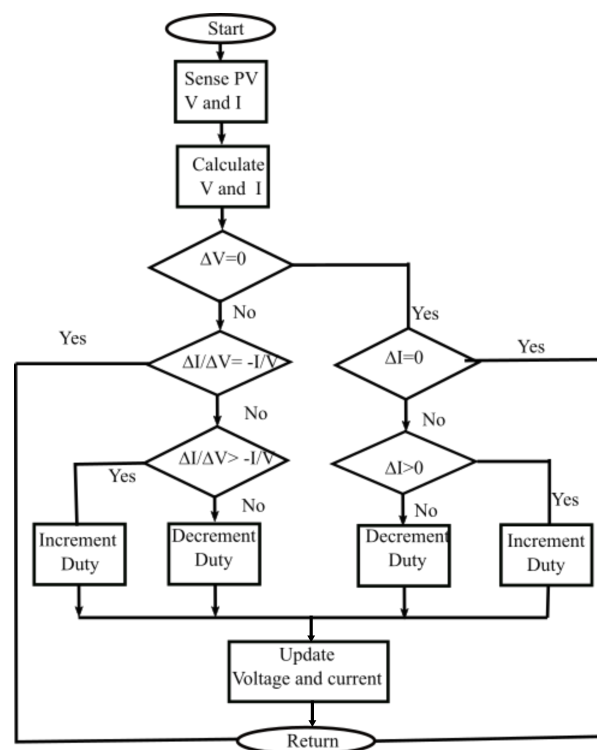 Start
Sense PV
V and I
Calculate
V and I
ΔV=0
No
Yes
Yes
ΔI/ΔV= -I/V
ΔI=0
Yes
No
No
ΔI/ΔV> -I/V
ΔI>0
Yes
No
No
Yes
Increment
Duty
Decrement
Duty
Decrement
Duty
Increment
Duty
Update
Voltage and current
Return